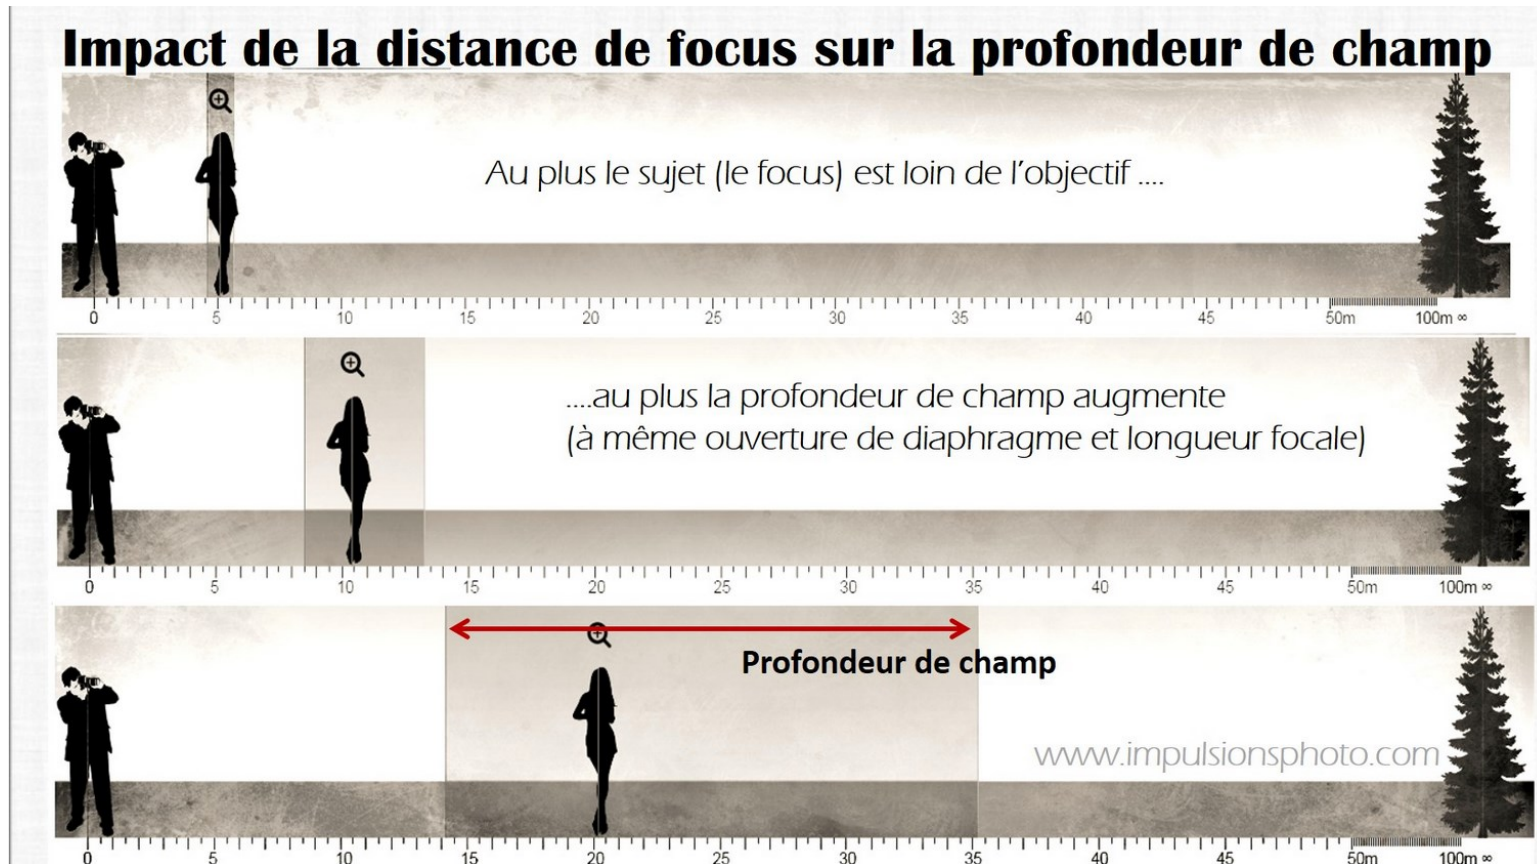 Impact de la distance de focus sur la profondeur de champ
Au plus le sujet (le focus) est loin de l'objectif ....
0 5 10 15 20 25 30 35 40 45 50m 100m ∞
....au plus la profondeur de champ augmente
(à même ouverture de diaphragme et longueur focale)
0 5 10 15 20 25 30 35 40 45 50m 100m ∞
Profondeur de champ
www.impulsionsphoto.com
0 5 10 15 20 25 30 35 40 45 50m 100m ∞